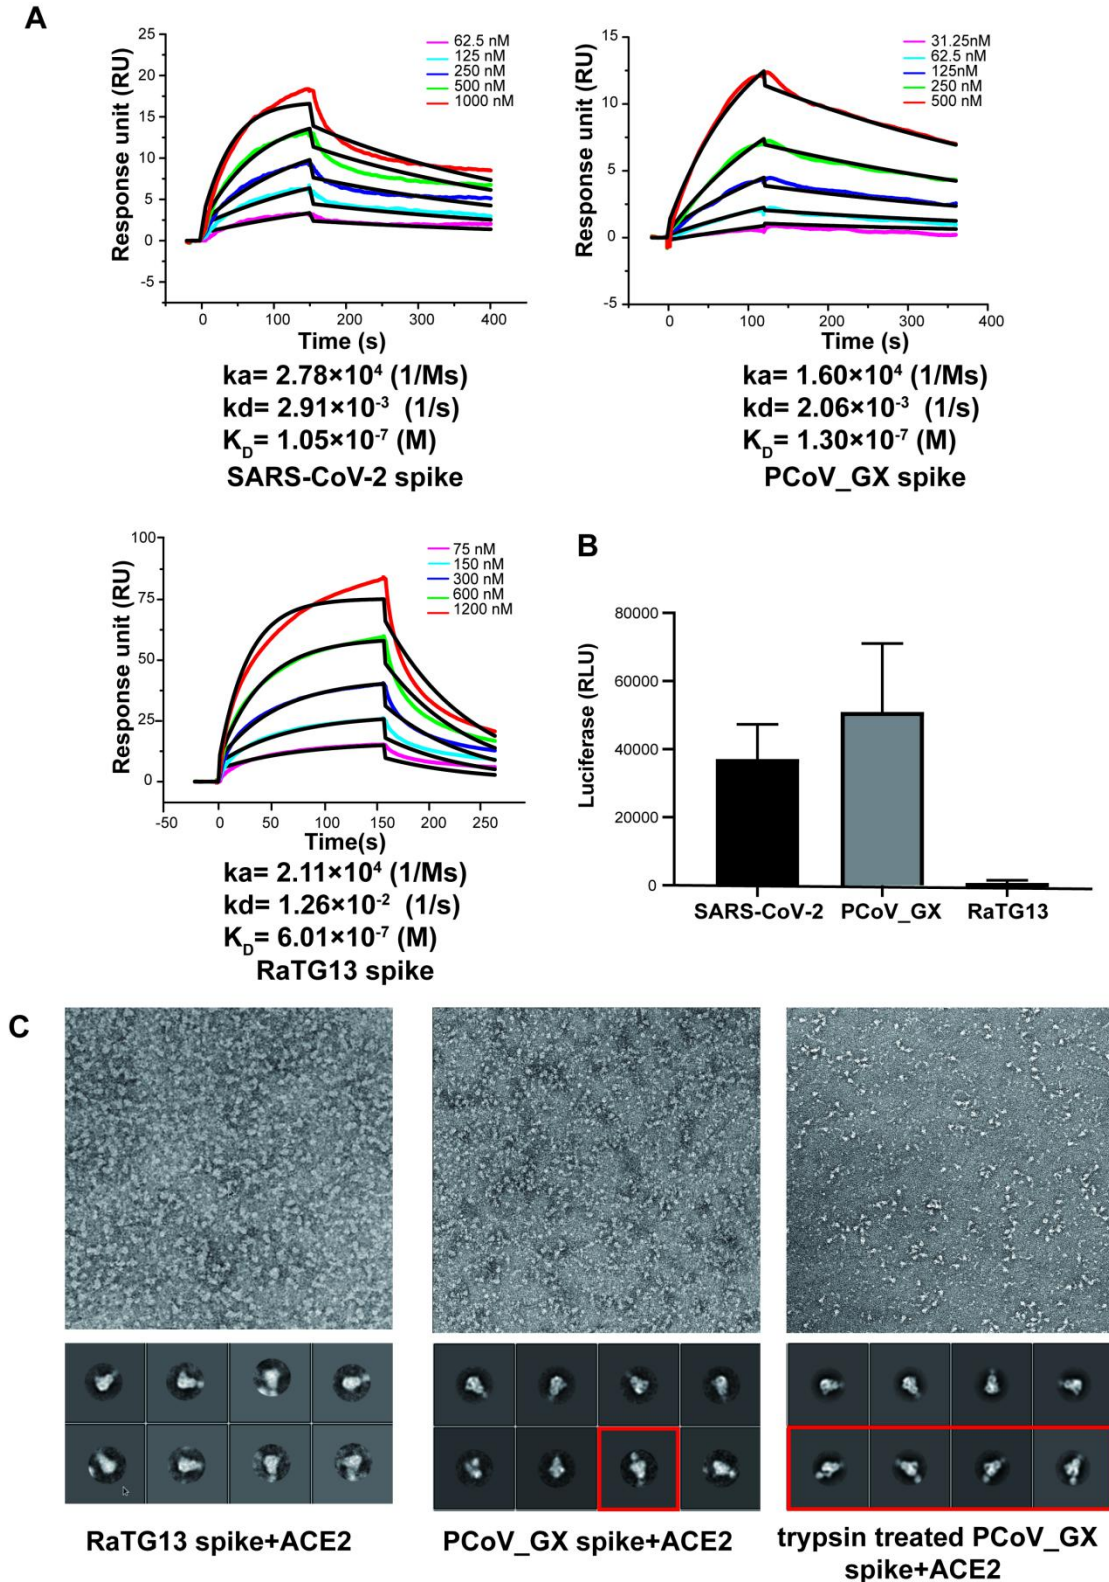 A
Response unit (RU)
25
20
15
10
5
0
-5
62.5 nM
125 nM
250 nM
500 nM
1000 nM
0
100
200
300
400
Time (s)
ka= 2.78×10⁴ (1/Ms)
kd= 2.91×10⁻³ (1/s)
K_D= 1.05×10⁻⁷ (M)
SARS-CoV-2 spike
Response unit (RU)
15
10
5
0
-5
31.25nM
62.5 nM
125nM
250 nM
500 nM
0
100
200
300
400
Time (s)
ka= 1.60×10⁴ (1/Ms)
kd= 2.06×10⁻³ (1/s)
K_D= 1.30×10⁻⁷ (M)
PCoV_GX spike
Response unit (RU)
100
75
50
25
0
75 nM
150 nM
300 nM
600 nM
1200 nM
-50
0
50
100
150
200
250
Time(s)
ka= 2.11×10⁴ (1/Ms)
kd= 1.26×10⁻² (1/s)
K_D= 6.01×10⁻⁷ (M)
RaTG13 spike
B
Luciferase (RLU)
80000
60000
40000
20000
0
SARS-CoV-2
PCoV_GX
RaTG13
C
RaTG13 spike+ACE2
PCoV_GX spike+ACE2
trypsin treated PCoV_GX
spike+ACE2